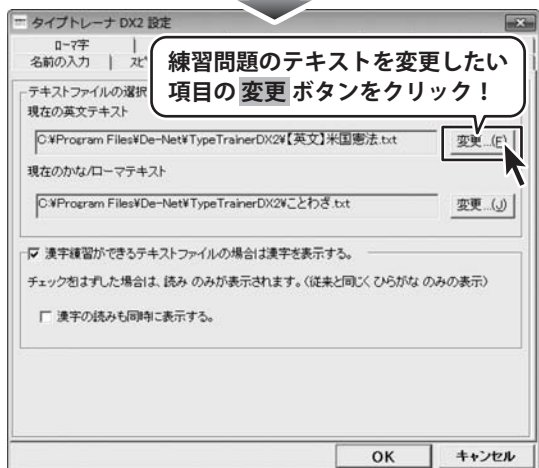 タイプトレーナ DX2 設定
ローマ字
名前の入力
練習問題のテキストを変更したい
項目の 変更 ボタンをクリック！
テキストファイルの選択
現在の英文テキスト
C:¥Program Files¥De-Net¥TypeTrainerDX2¥【英文】米国憲法.txt
変更...(E)
現在のかな/ローマテキスト
C:¥Program Files¥De-Net¥TypeTrainerDX2¥ことわざ.txt
変更...(J)
漢字練習ができるテキストファイルの場合は漢字を表示する。
チェックをはずした場合は、読み のみが表示されます。(従来と同じく ひらがな のみの表示)
漢字の読みも同時に表示する。
OK
キャンセル